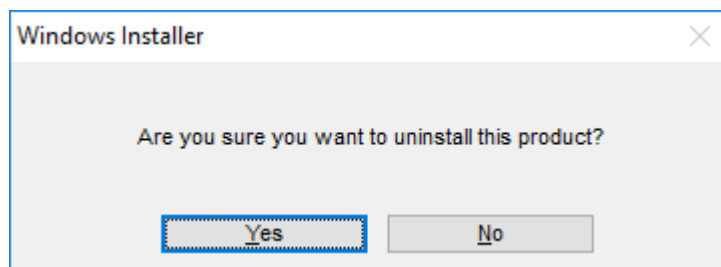 Windows Installer
Are you sure you want to uninstall this product?
Yes
No